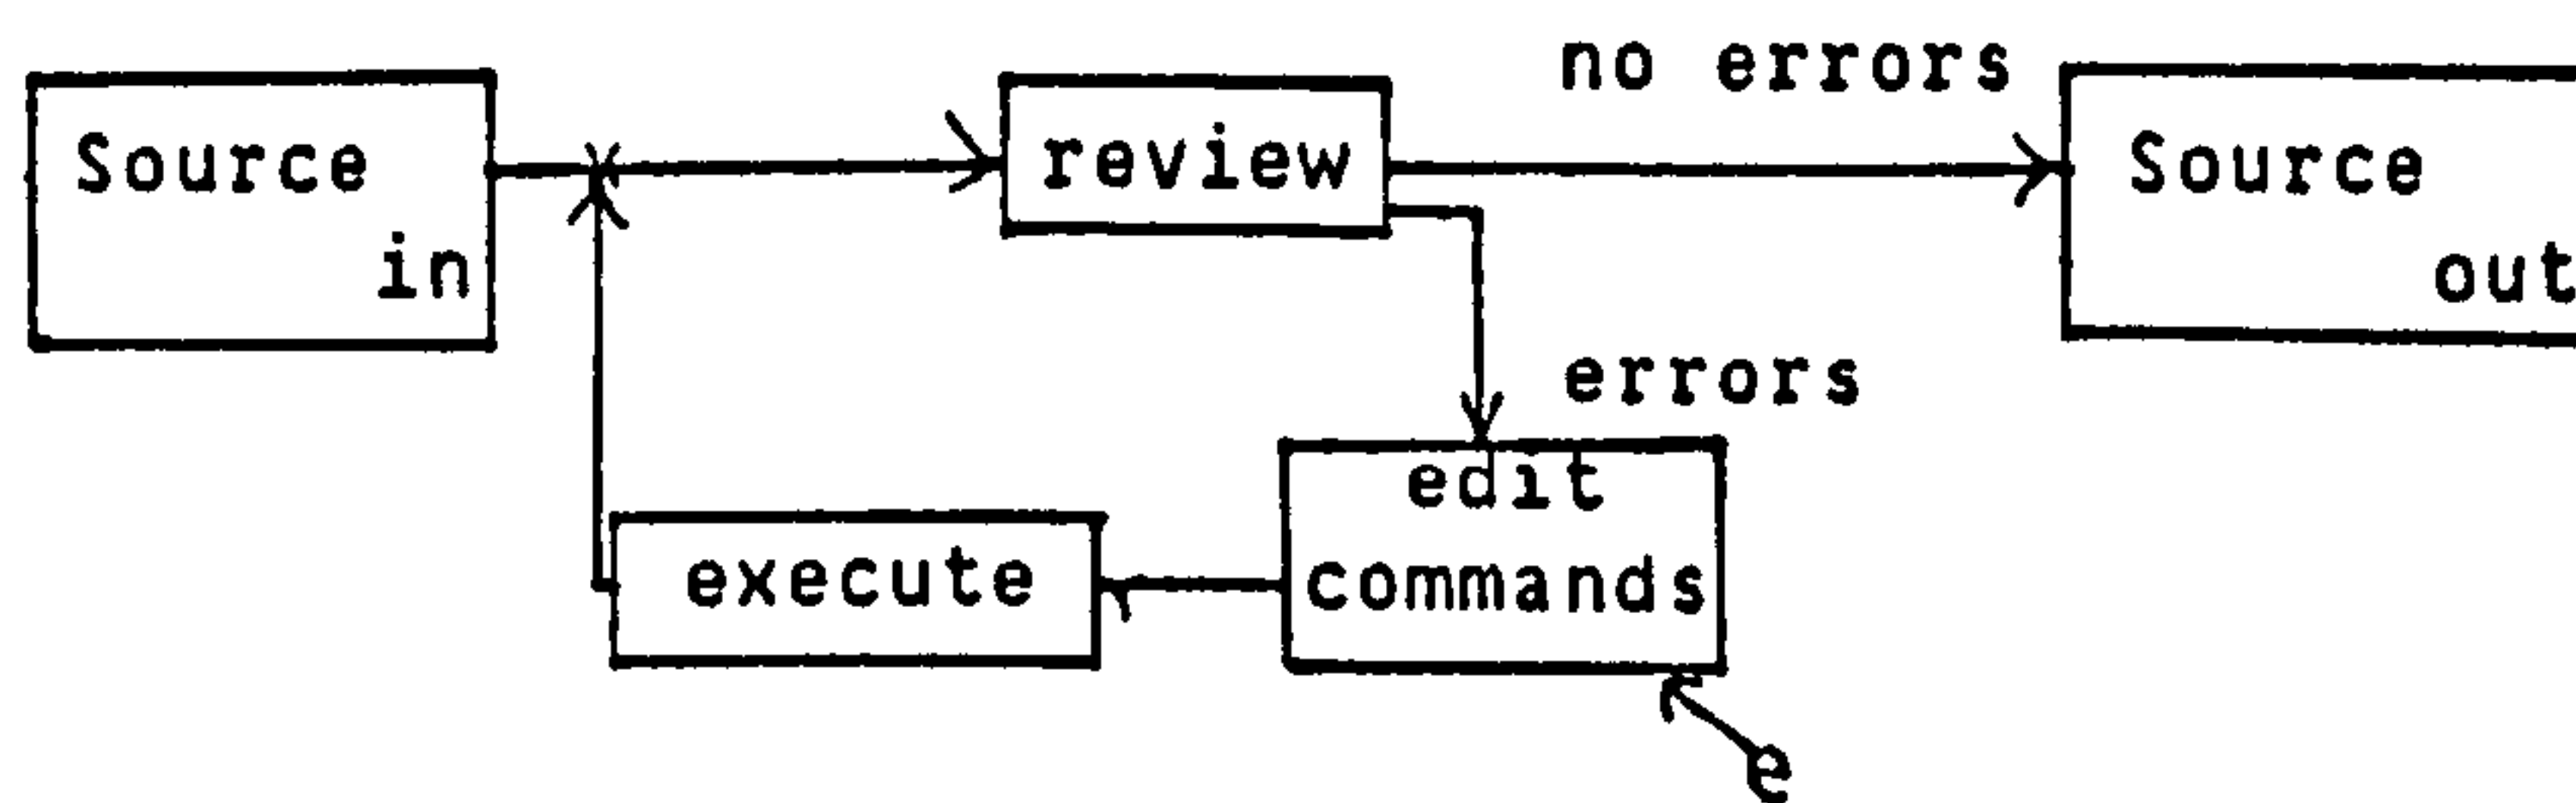 no errors
Source
in
review
Source
out
errors
edit
commands
execute
e